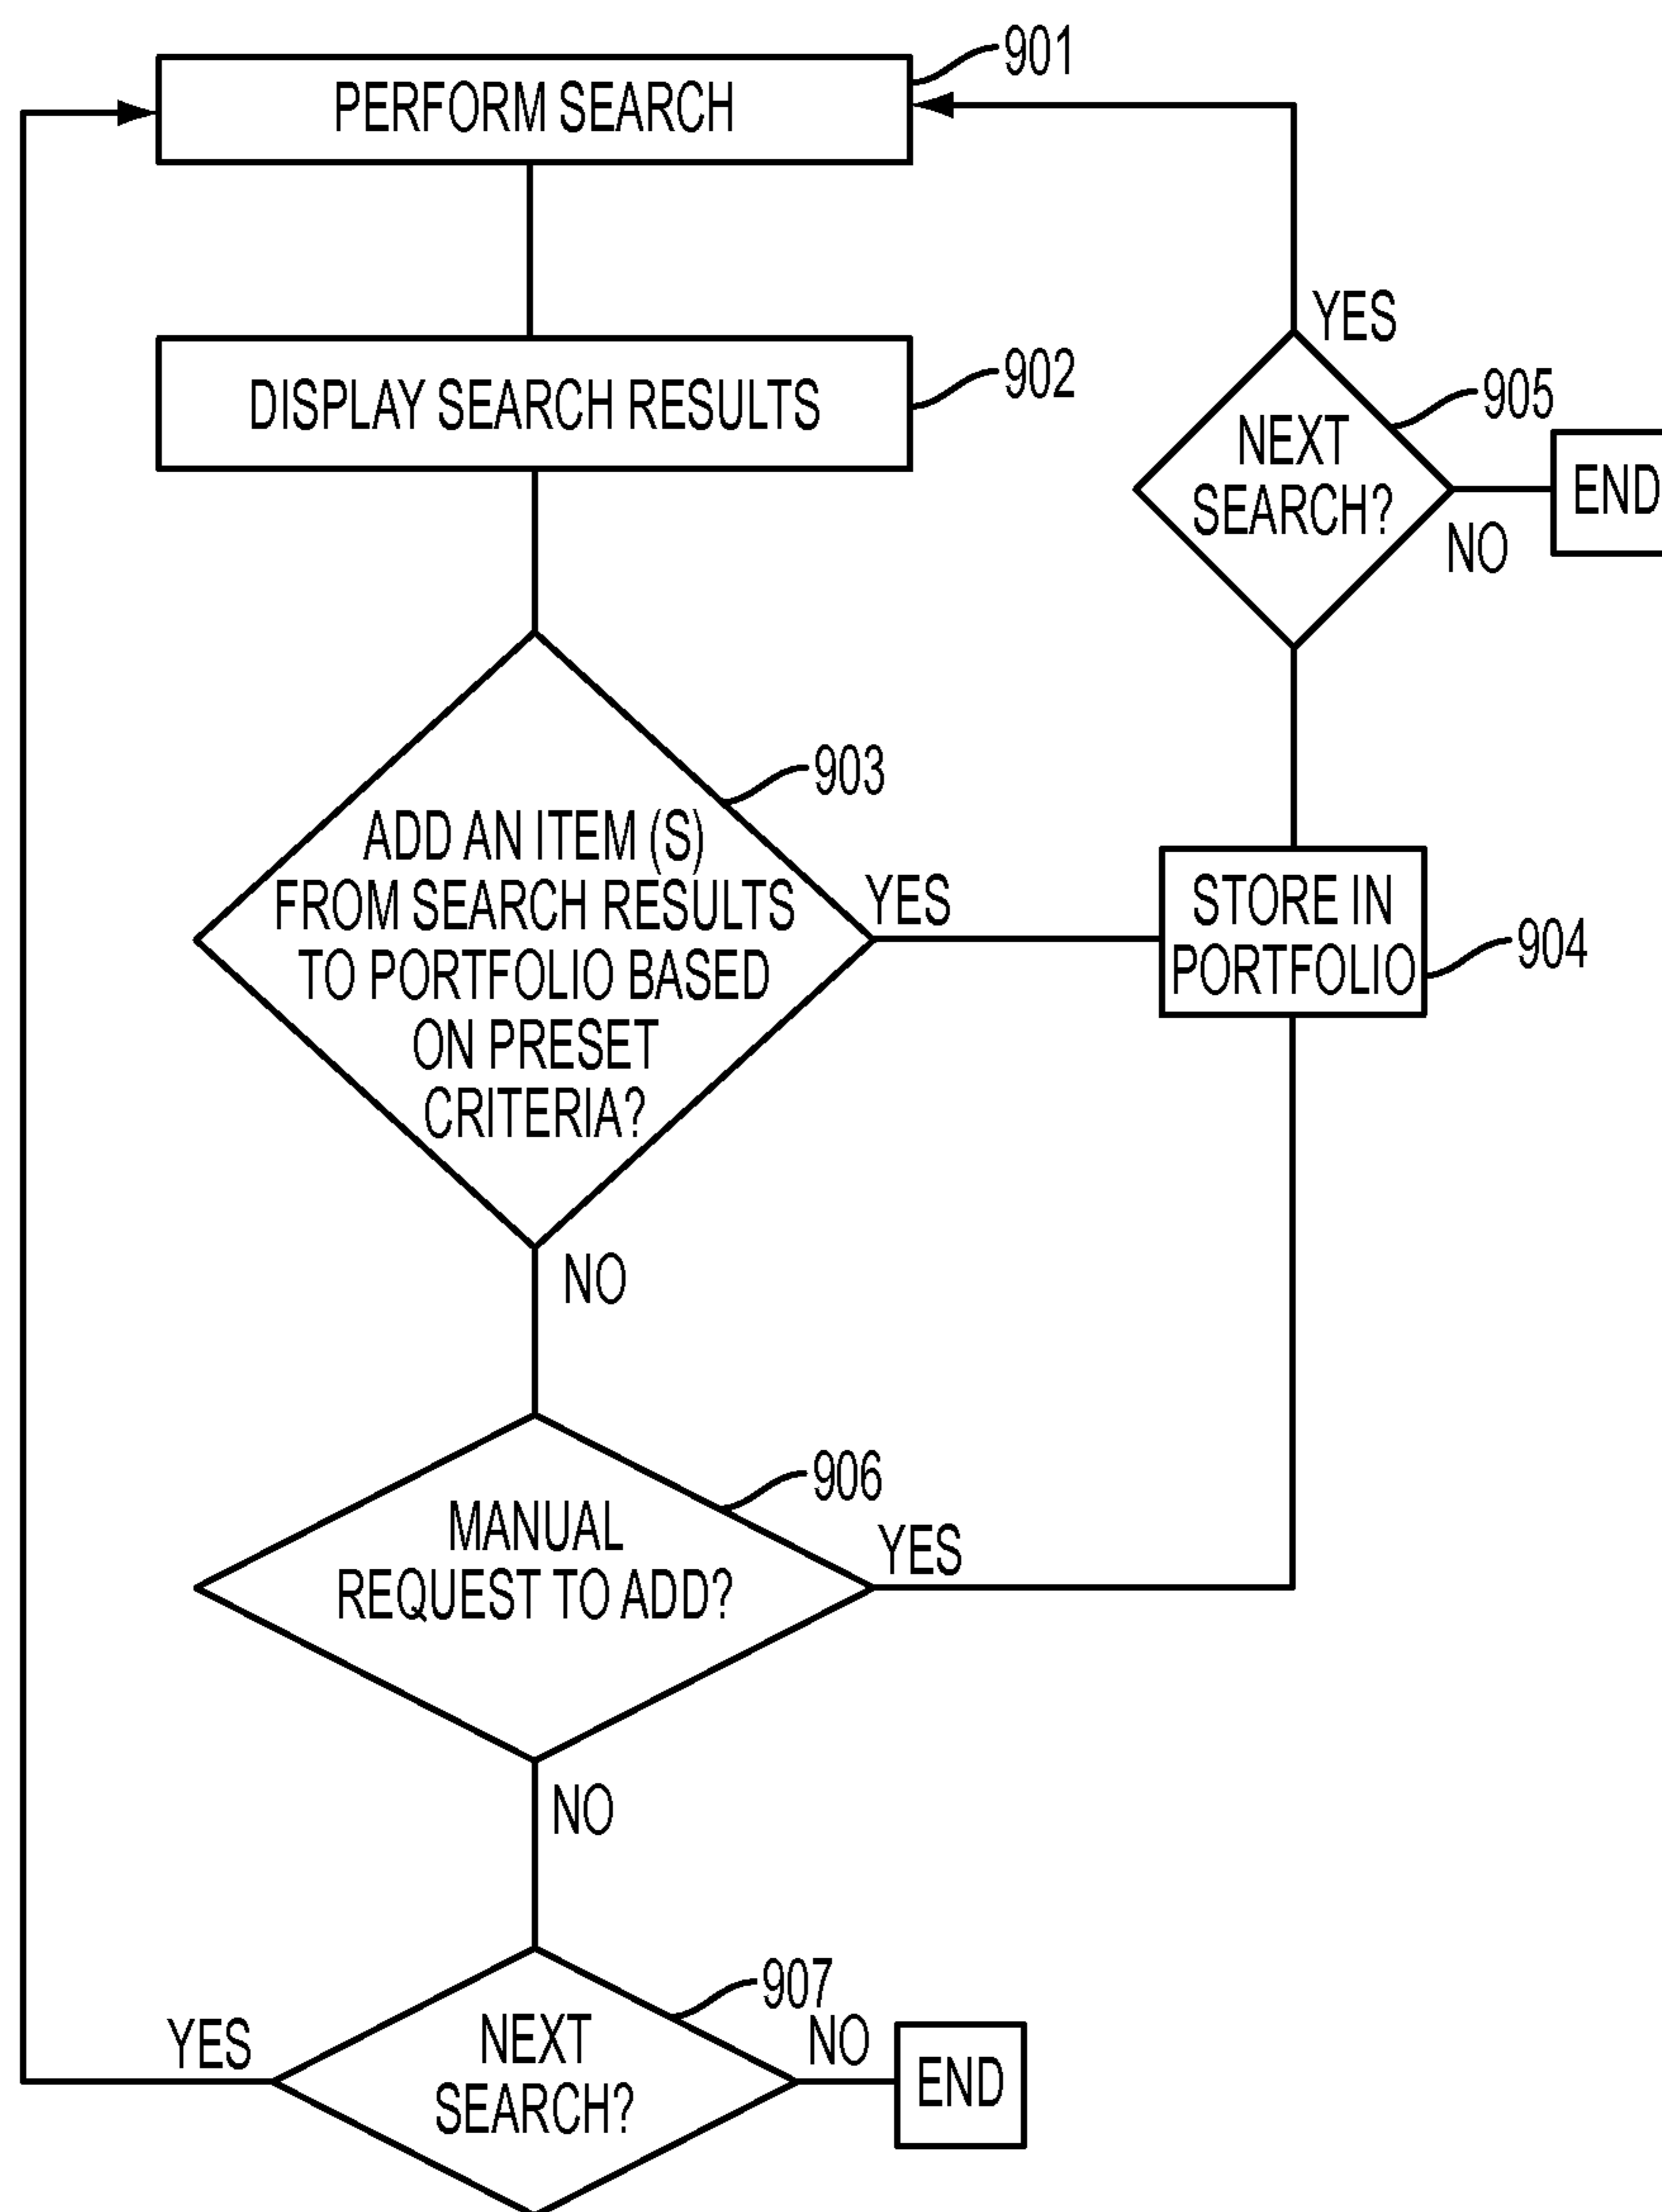 901
PERFORM SEARCH
902
DISPLAY SEARCH RESULTS
YES
905
NEXT
SEARCH?
END
NO
903
ADD AN ITEM (S)
FROM SEARCH RESULTS
TO PORTFOLIO BASED
ON PRESET
CRITERIA?
YES
STORE IN
PORTFOLIO
904
NO
906
MANUAL
REQUEST TO ADD?
YES
NO
907
YES
NEXT
SEARCH?
NO
END